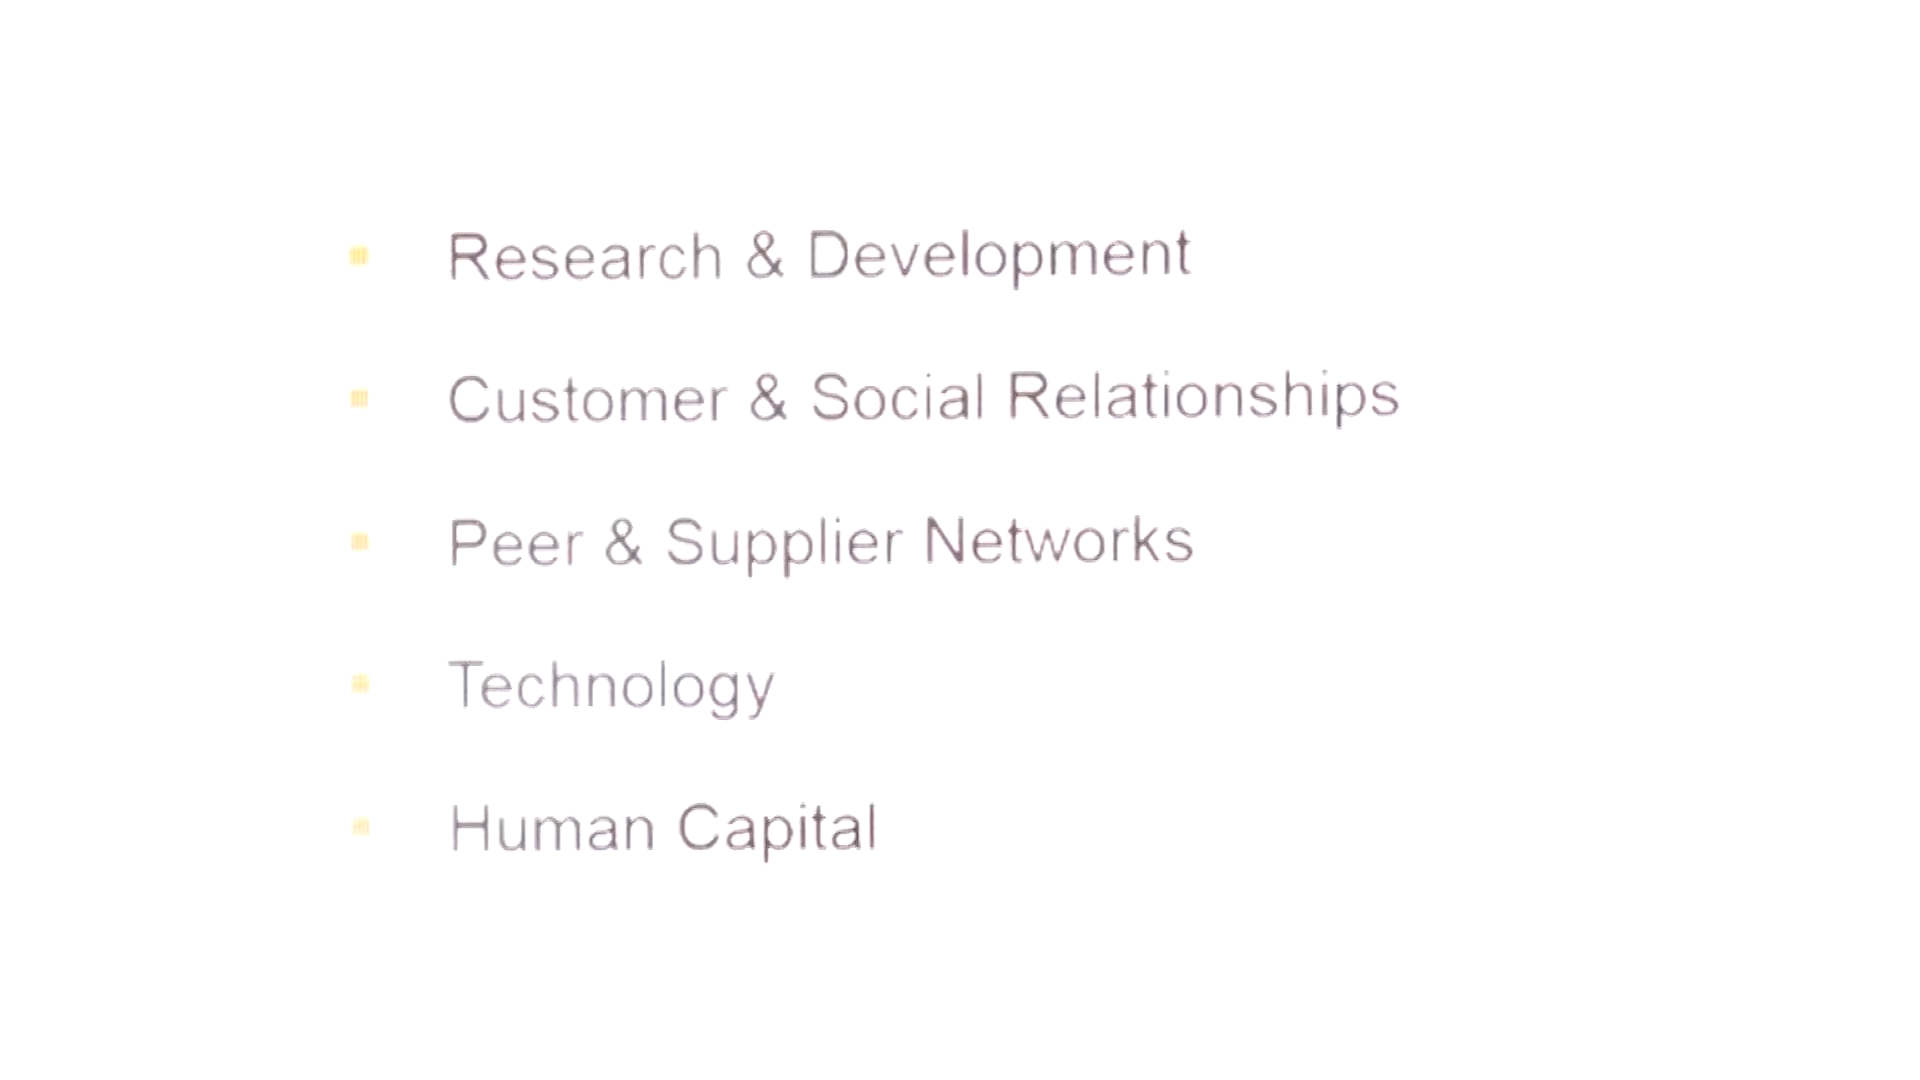 Research & Development
Customer & Social Relationships
Peer & Supplier Networks
Technology
Human Capital